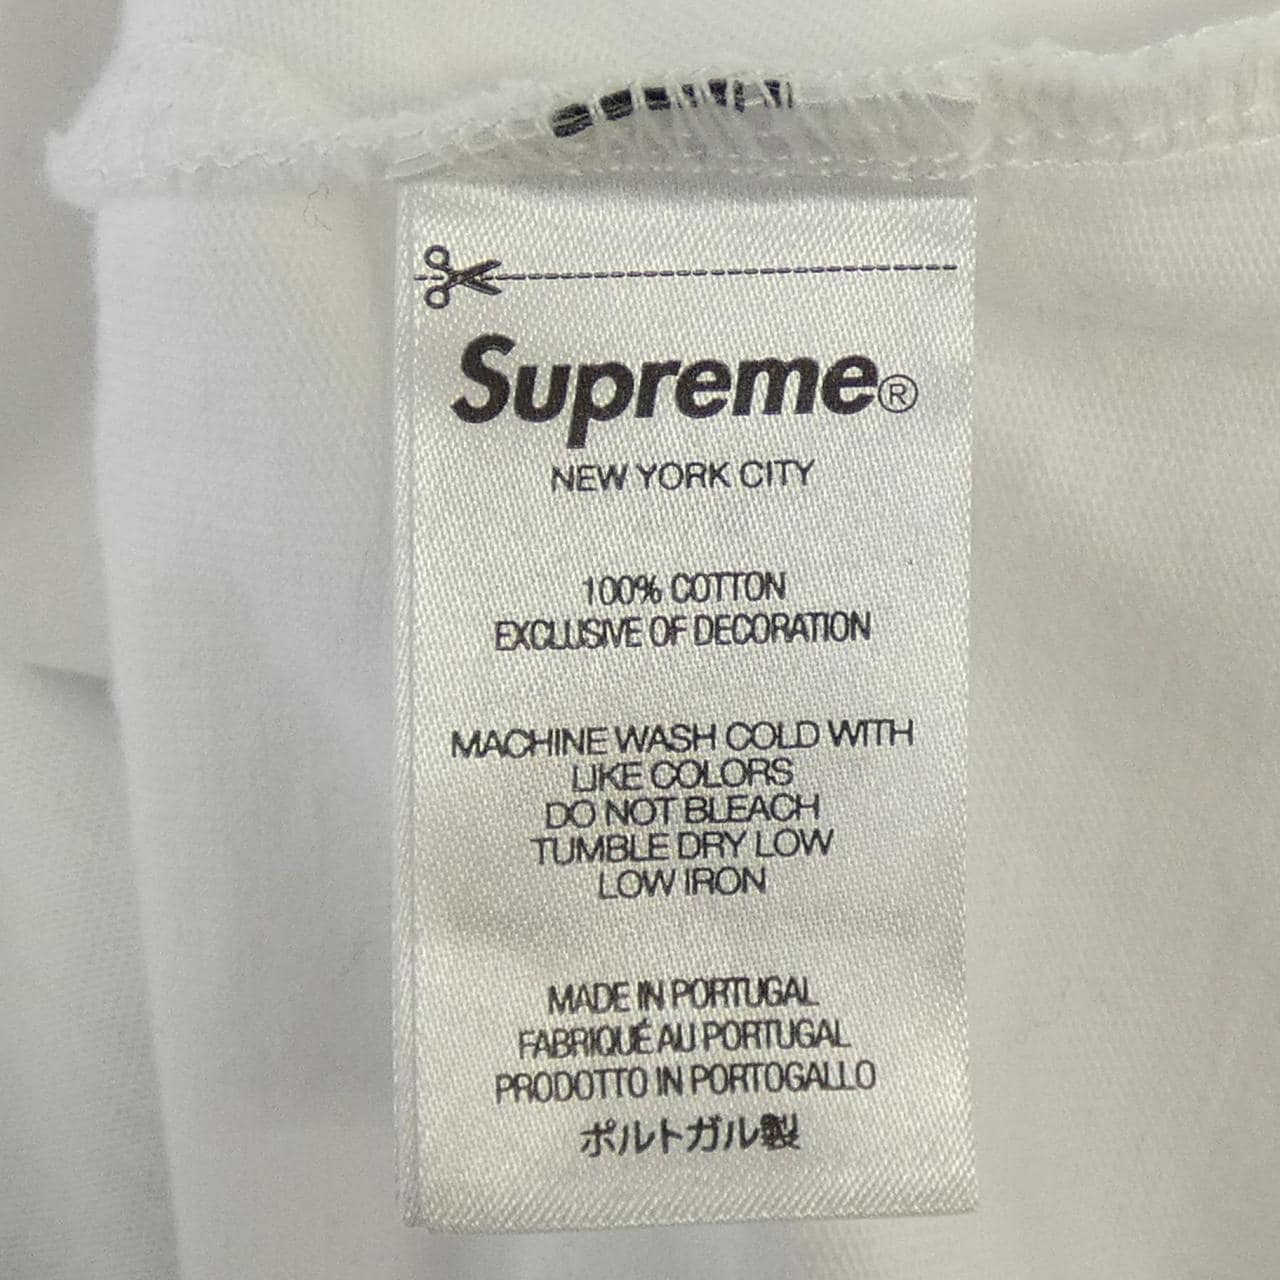 Supreme®
NEW YORK CITY
100% COTTON
EXCLUSIVE OF DECORATION
MACHINE WASH COLD WITH
LIKE COLORS
DO NOT BLEACH
TUMBLE DRY LOW
LOW IRON
MADE IN PORTUGAL
FABRIQUÉ AU PORTUGAL
PRODOTTO IN PORTOGALLO
ポルトガル製